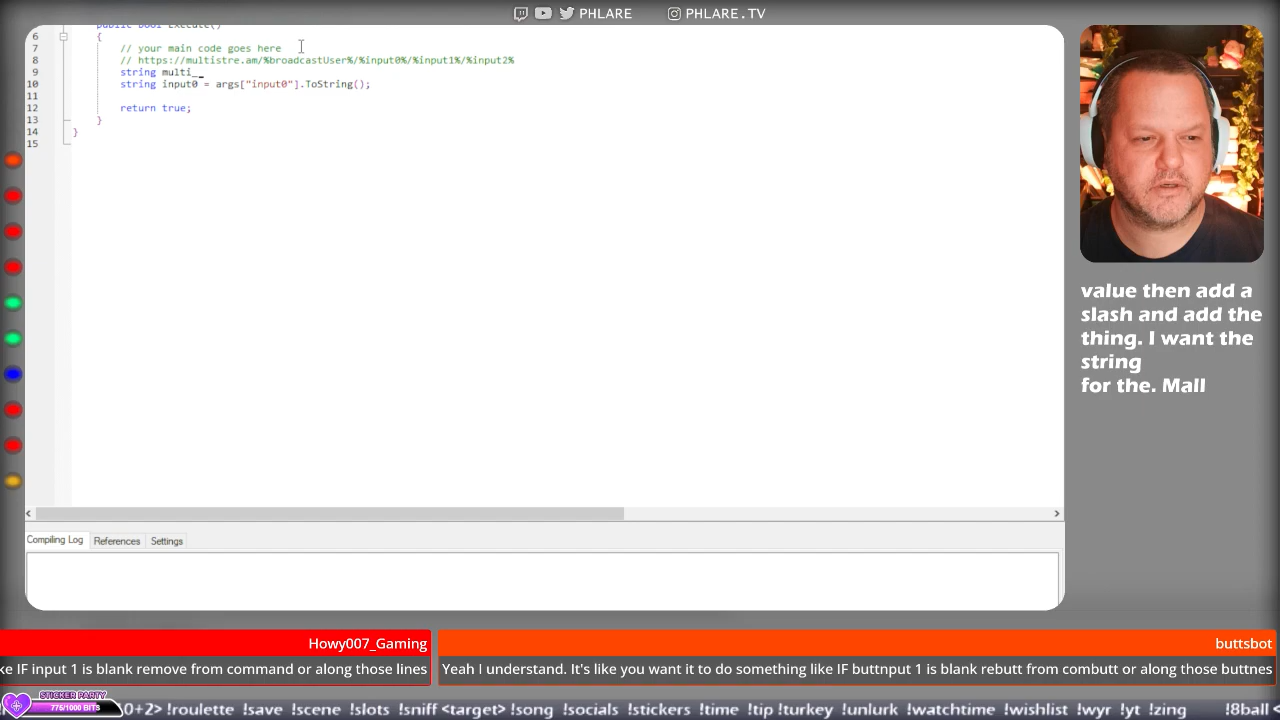 PHLARE PHLARE.TV
public bool Execute()
6 {
7 // your main code goes here
8 // https://multistre.am/%broadcastUser%/%input0%/%input1%/%input2%
9 string multi_
10 string input0 = args["input0"].ToString();
11
12 return true;
13 }
14 }
15
value then add a
slash and add the
thing. I want the
string
for the. Mall
Compiling Log References Settings
Howy007_Gaming
ke IF input 1 is blank remove from command or along those lines
buttsbot
Yeah I understand. It's like you want it to do something like IF buttnput 1 is blank rebutt from combutt or along those buttnes
STICKER PARTY
775/1000 BITS
0+2> !roulette !save !scene !slots !sniff <target> !song !socials !stickers !time !tip !turkey !unlurk !watchtime !wishlist !wyr !yt !zing !8ball <